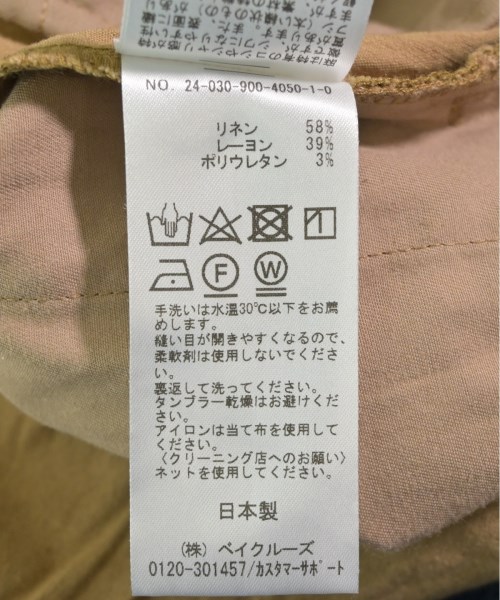 NO. 24-030-900-4050-1-0
リネン 58%
レーヨン 39%
ポリウレタン 3%
F
W
手洗いは水温30℃以下をお薦
めします。
縫い目が開きやすくなるので、
柔軟剤は使用しないでくださ
い。
裏返して洗ってください。
タンブラー乾燥はお避けくだ
さい。
アイロンは当て布を使用して
ください。
〈クリーニング店へのお願い〉
ネットを使用してください。
日本製
(株) ベイクルーズ
0120-301457/カスタマーサポート